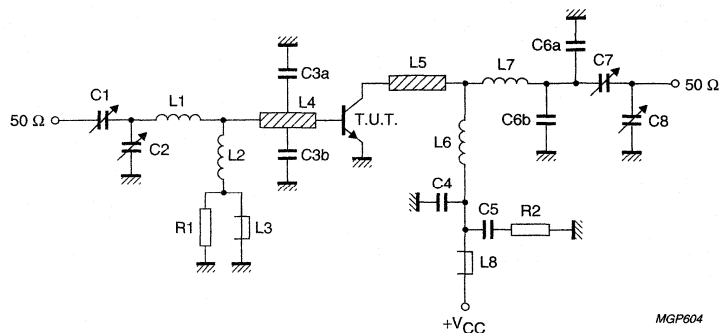 C6a
C3a
L5
L7
C7
C1
L1
L4
50 Ω
50 Ω
T.U.T.
C2
C6b
C8
L2
C3b
L6
C4
C5
R2
R1
L3
L8
+VCC
MGP604